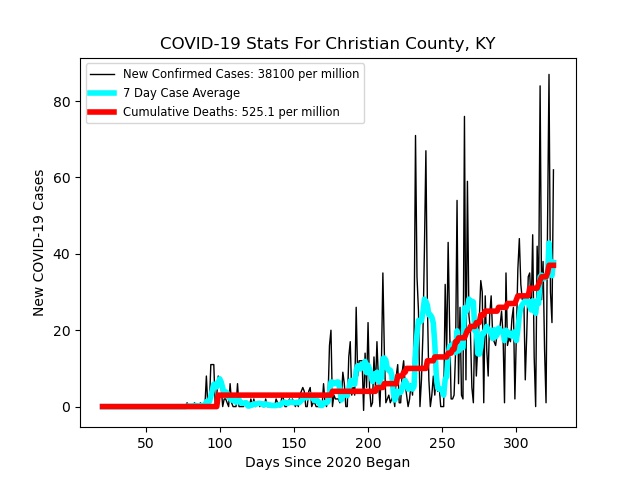 COVID-19 Stats For Christian County, KY
New Confirmed Cases: 38100 per million
7 Day Case Average
Cumulative Deaths: 525.1 per million
New COVID-19 Cases
80
60
40
20
0
50 100 150 200 250 300
Days Since 2020 Began